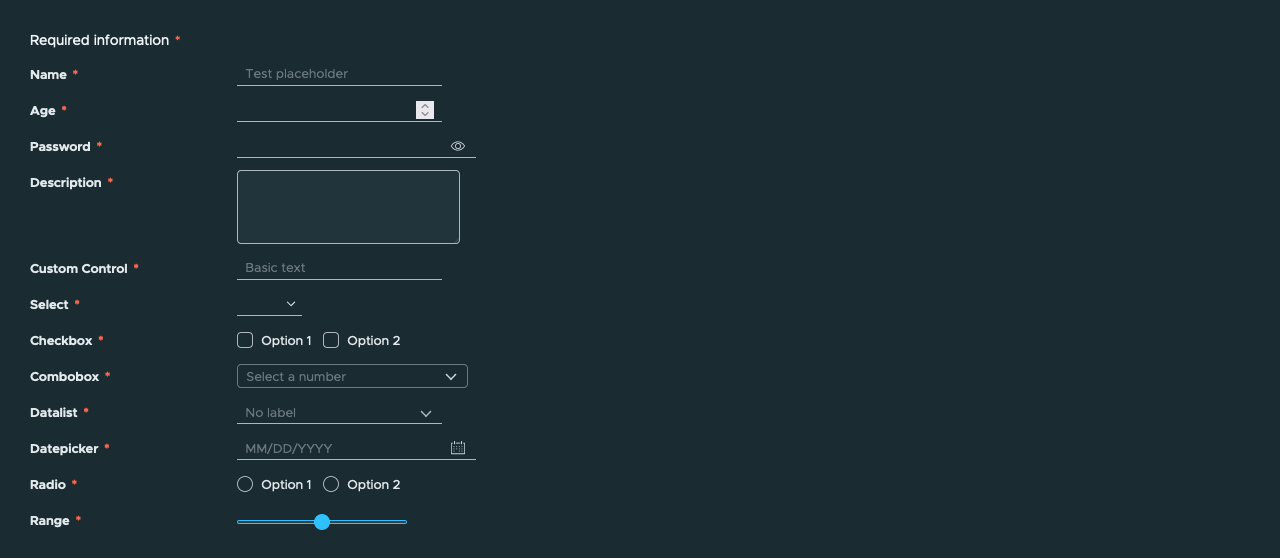 Required information *
Name * Test placeholder
Age *
Password *
Description *
Custom Control * Basic text
Select *
Checkbox * Option 1 Option 2
Combobox * Select a number
Datalist * No label
Datepicker * MM/DD/YYYY
Radio * Option 1 Option 2
Range *